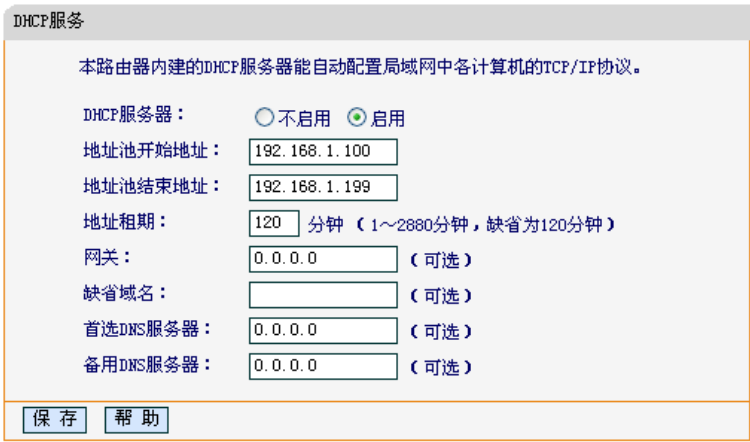 DHCP服务
本路由器内建的DHCP服务器能自动配置局域网中各计算机的TCP/IP协议。
DHCP服务器： 不启用 启用
地址池开始地址： 192.168.1.100
地址池结束地址： 192.168.1.199
地址租期： 120 分钟 （1～2880分钟，缺省为120分钟）
网关： 0.0.0.0 （可选）
缺省域名： （可选）
首选DNS服务器： 0.0.0.0 （可选）
备用DNS服务器： 0.0.0.0 （可选）
保 存 帮 助